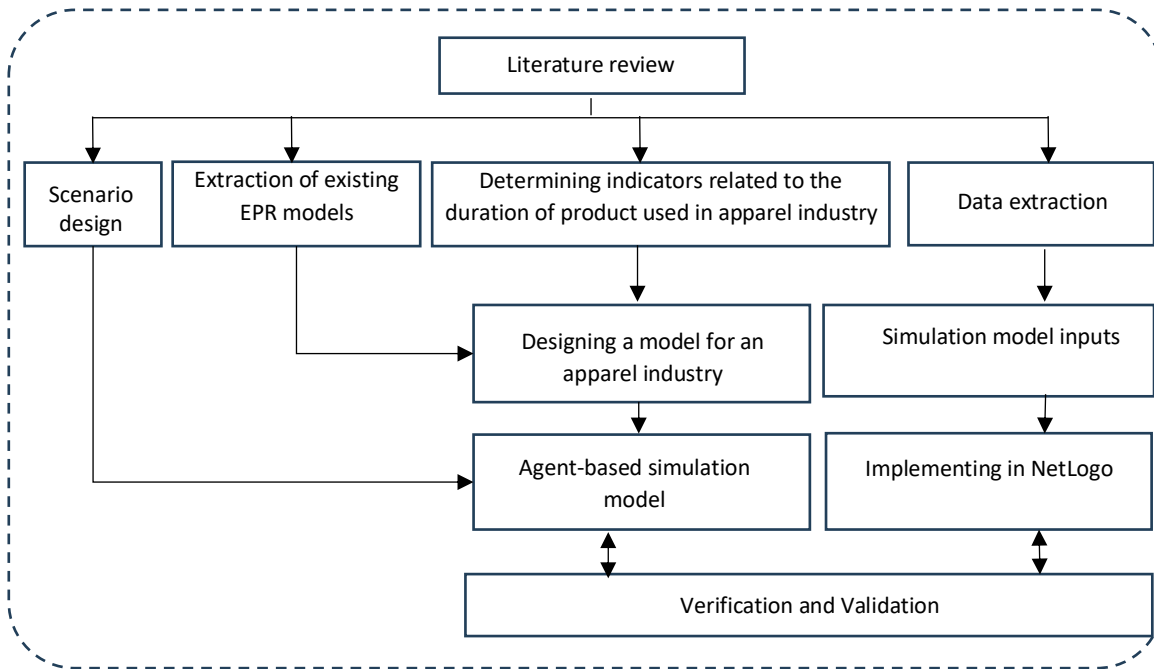 Literature review
Scenario
design
Extraction of existing
EPR models
Determining indicators related to the
duration of product used in apparel industry
Data extraction
Designing a model for an
apparel industry
Simulation model inputs
Agent-based simulation
model
Implementing in NetLogo
Verification and Validation